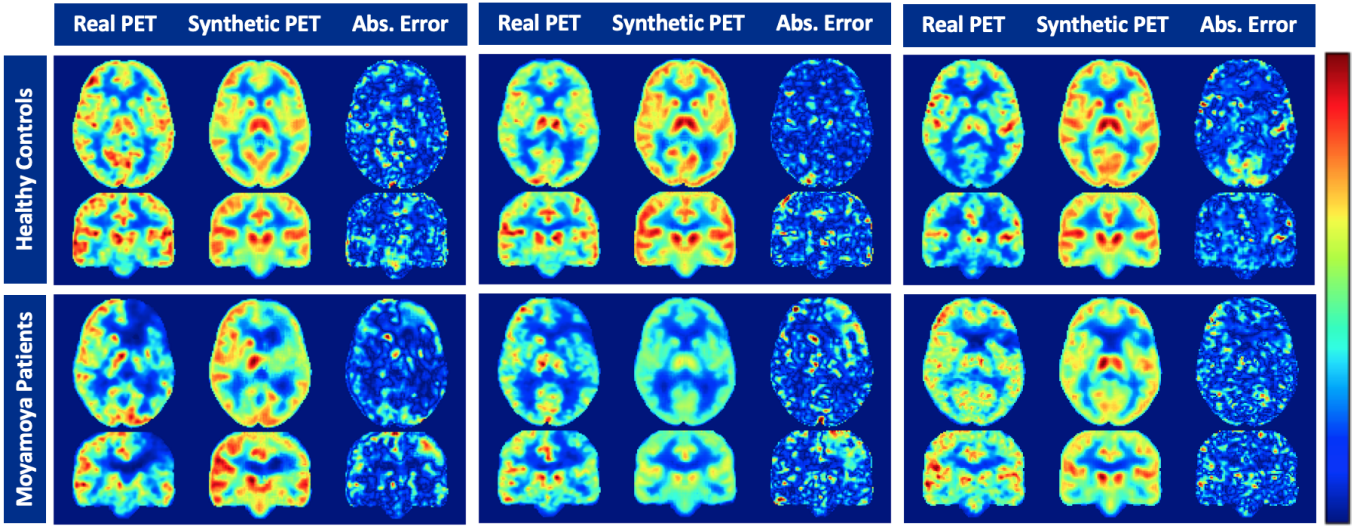 Real PET Synthetic PET Abs. Error
Real PET Synthetic PET Abs. Error
Real PET Synthetic PET Abs. Error
Healthy Controls
Moyamoya Patients